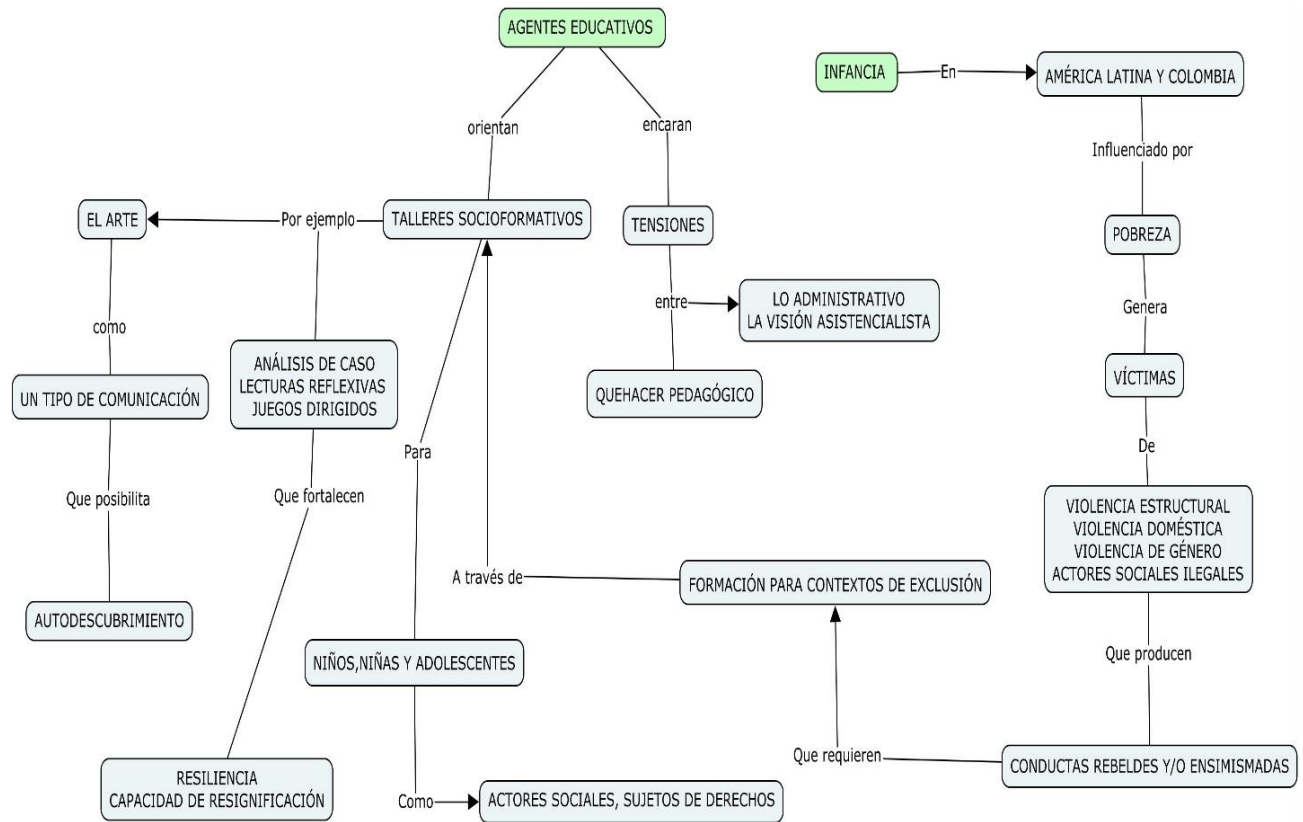 AGENTES EDUCATIVOS
INFANCIA
En
AMÉRICA LATINA Y COLOMBIA
orientan
encaran
Influenciado por
EL ARTE
Por ejemplo
TALLERES SOCIOFORMATIVOS
TENSIONES
POBREZA
entre
LO ADMINISTRATIVO
LA VISIÓN ASISTENCIALISTA
Genera
como
ANÁLISIS DE CASO
LECTURAS REFLEXIVAS
JUEGOS DIRIGIDOS
UN TIPO DE COMUNICACIÓN
QUEHACER PEDAGÓGICO
VÍCTIMAS
Para
De
Que posibilita
Que fortalecen
VIOLENCIA ESTRUCTURAL
VIOLENCIA DOMÉSTICA
VIOLENCIA DE GÉNERO
ACTORES SOCIALES ILEGALES
A través de
FORMACIÓN PARA CONTEXTOS DE EXCLUSIÓN
AUTODESCUBRIMIENTO
NIÑOS,NIÑAS Y ADOLESCENTES
Que producen
Que requieren
CONDUCTAS REBELDES Y/O ENSIMISMADAS
RESILIENCIA
CAPACIDAD DE RESIGNIFICACIÓN
Como
ACTORES SOCIALES, SUJETOS DE DERECHOS